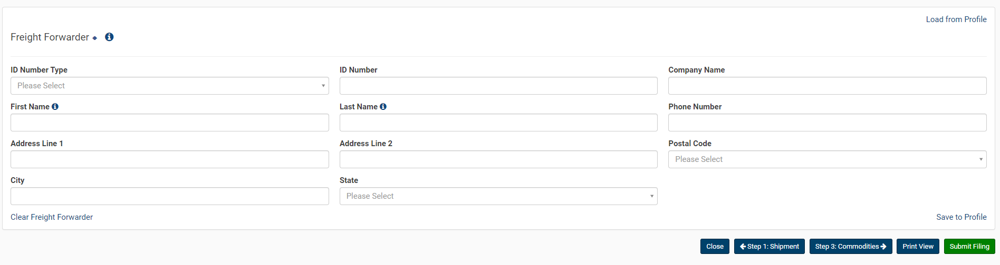 Load from Profile
Freight Forwarder
ID Number Type ID Number Company Name
Please Select
First Name Last Name Phone Number
Address Line 1 Address Line 2 Postal Code
Please Select
City State
Please Select
Clear Freight Forwarder Save to Profile
Close Step 1: Shipment Step 3: Commodities Print View Submit Filing